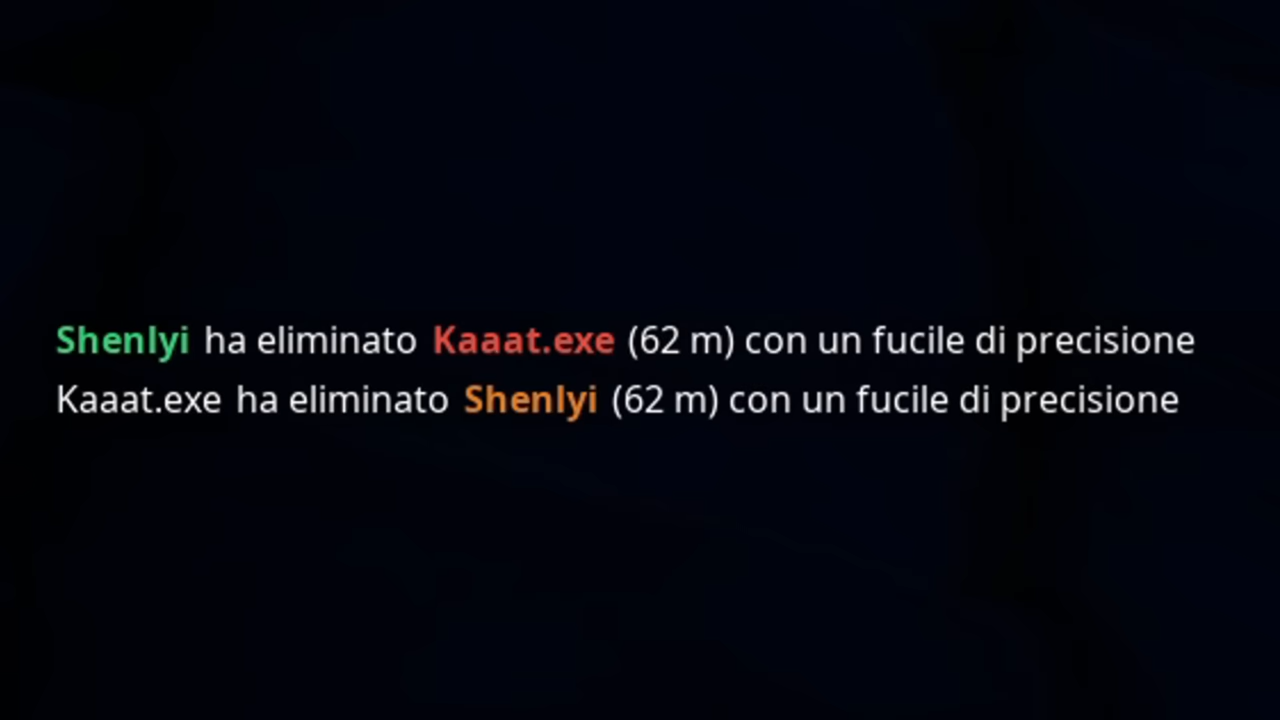 Shenlyi ha eliminato Kaaat.exe (62 m) con un fucile di precisione
Kaaat.exe ha eliminato Shenlyi (62 m) con un fucile di precisione